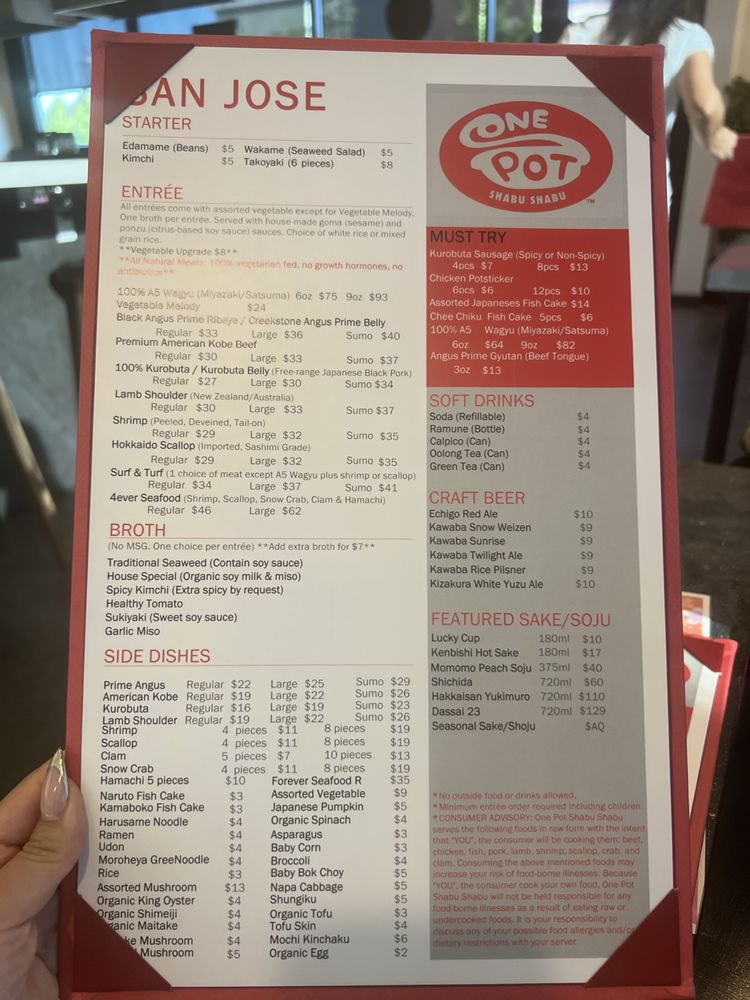 SAN JOSE
STARTER
Edamame (Beans) $5 Wakame (Seaweed Salad) $5
Kimchi $5 Takoyaki (6 pieces) $8
ENTRÉE
All entrées come with assorted vegetable except for Vegetable Melody.
One broth per entrée. Served with house-made goma (sesame) and
ponzu (citrus-based soy sauce) sauces. Choice of white rice or mixed
grain rice.
**Vegetable Upgrade $8**
**All Natural Meats: 100% vegetarian fed, no growth hormones, no
antibiotics**
100% A5 Wagyu (Miyazaki/Satsuma) 6oz $75 9oz $93
Vegetable Melody $24
Black Angus Prime Ribeye / Creekstone Angus Prime Belly
Regular $33 Large $36 Sumo $40
Premium American Kobe Beef
Regular $30 Large $33 Sumo $37
100% Kurobuta / Kurobuta Belly (Free-range Japanese Black Pork)
Regular $27 Large $30 Sumo $34
Lamb Shoulder (New Zealand/Australia)
Regular $30 Large $33 Sumo $37
Shrimp (Peeled, Deveined, Tail-on)
Regular $29 Large $32 Sumo $35
Hokkaido Scallop (Imported, Sashimi Grade)
Regular $29 Large $32 Sumo $35
Surf & Turf (1 choice of meat except A5 Wagyu plus shrimp or scallop)
Regular $34 Large $37 Sumo $41
4ever Seafood (Shrimp, Scallop, Snow Crab, Clam & Hamachi)
Regular $46 Large $62
BROTH
(No MSG. One choice per entrée) **Add extra broth for $7**
Traditional Seaweed (Contain soy sauce)
House Special (Organic soy milk & miso)
Spicy Kimchi (Extra spicy by request)
Healthy Tomato
Sukiyaki (Sweet soy sauce)
Garlic Miso
SIDE DISHES
Prime Angus Regular $22 Large $25 Sumo $29
American Kobe Regular $19 Large $22 Sumo $26
Kurobuta Regular $16 Large $19 Sumo $23
Lamb Shoulder Regular $19 Large $22 Sumo $26
Shrimp 4 pieces $11 8 pieces $19
Scallop 4 pieces $11 8 pieces $19
Clam 5 pieces $7 10 pieces $13
Snow Crab 4 pieces $11 8 pieces $19
Hamachi 5 pieces $10 Forever Seafood R $35
Naruto Fish Cake $3 Assorted Vegetable $9
Kamaboko Fish Cake $3 Japanese Pumpkin $5
Harusame Noodle $4 Organic Spinach $4
Ramen $4 Asparagus $3
Udon $4 Baby Corn $3
Moroheya GreeNoodle $4 Broccoli $4
Rice $3 Baby Bok Choy $5
Assorted Mushroom $13 Napa Cabbage $5
Organic King Oyster $4 Shungiku $5
Organic Shimeiji $4 Organic Tofu $3
ganic Maitake $4 Tofu Skin $4
ke Mushroom $4 Mochi Kinchaku $6
Mushroom $5 Organic Egg $2
ONE
POT
SHABU SHABU
TM
MUST TRY
Kurobuta Sausage (Spicy or Non-Spicy)
4pcs $7 8pcs $13
Chicken Potsticker
6ocs $6 12pcs $10
Assorted Japaneses Fish Cake $14
Chee Chiku Fish Cake 5pcs $6
100% A5 Wagyu (Miyazaki/Satsuma)
6oz $64 9oz $82
Angus Prime Gyutan (Beef Tongue)
3oz $13
SOFT DRINKS
Soda (Refillable) $4
Ramune (Bottle) $4
Calpico (Can) $4
Oolong Tea (Can) $4
Green Tea (Can) $4
CRAFT BEER
Echigo Red Ale $10
Kawaba Snow Weizen $9
Kawaba Sunrise $9
Kawaba Twilight Ale $9
Kawaba Rice Pilsner $9
Kizakura White Yuzu Ale $10
FEATURED SAKE/SOJU
Lucky Cup 180ml $10
Kenbishi Hot Sake 180ml $17
Momomo Peach Soju 375ml $40
Shichida 720ml $60
Hakkaisan Yukimuro 720ml $110
Dassai 23 720ml $129
Seasonal Sake/Shoju $AQ
*No outside food or drinks allowed.
*Minimum entrée order required including children.
*CONSUMER ADVISORY: One Pot Shabu Shabu
serves the following foods in raw form with the intent
that "YOU", the consumer will be cooking them: beef,
chicken, fish, pork, lamb, shrimp, scallop, crab, and
clam. Consuming the above mentioned foods may
increase your risk of food-borne illnesses. Because
"YOU", the consumer cook your own food, One Pot
Shabu Shabu will not be held responsible for any
food-borne illnesses as a result of eating raw or
undercooked foods. It is your responsibility to
discuss any of your possible food allergies and/or
dietary restrictions with your server.